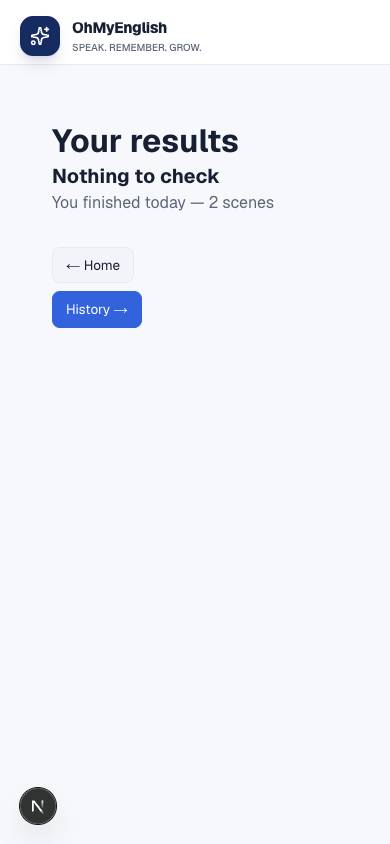 OhMyEnglish
SPEAK. REMEMBER. GROW.
Your results
Nothing to check
You finished today — 2 scenes
← Home
History →
N